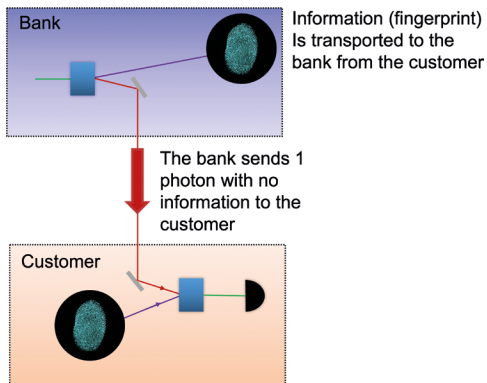 Bank
Information (fingerprint)
Is transported to the
bank from the customer
The bank sends 1
photon with no
information to the
customer
Customer